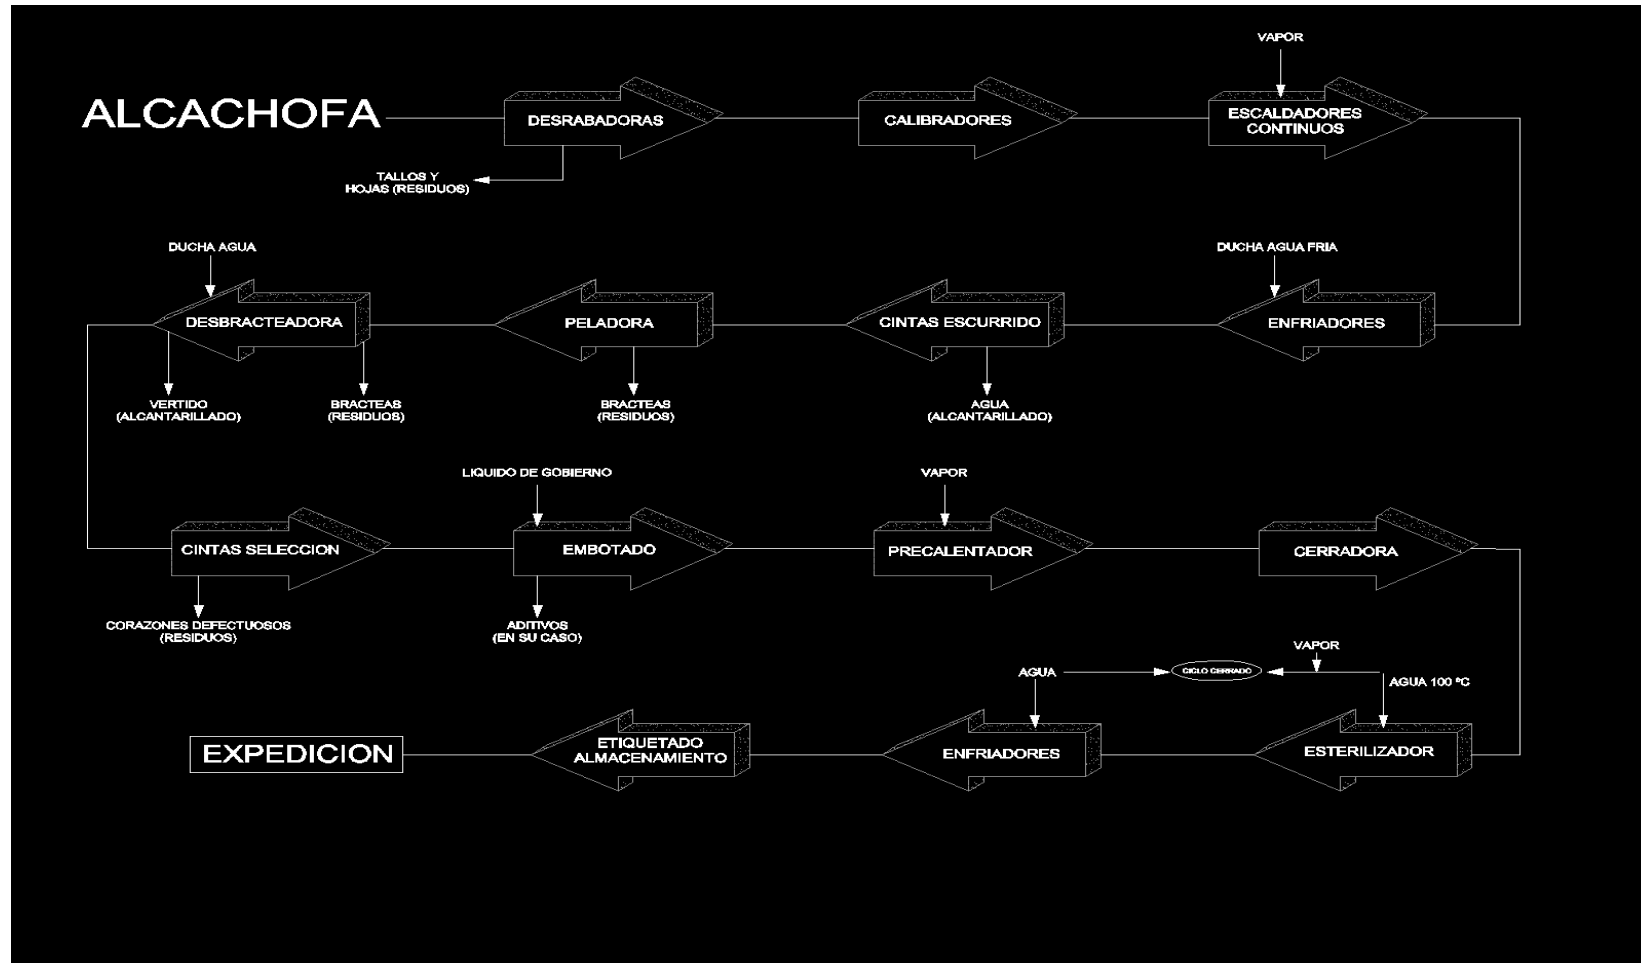 VAPOR
ALCACHOFA
DESRABADORAS
CALIBRADORES
ESCALDADORES
CONTINUOS
TALLOS Y
HOJAS (RESIDUOS)
DUCHA AGUA
DUCHA AGUA FRIA
DESBRACTEADORA
PELADORA
CINTAS ESCURRIDO
ENFRIADORES
VERTIDO
(ALCANTARILLADO)
BRACTEAS
(RESIDUOS)
BRACTEAS
(RESIDUOS)
AGUA
(ALCANTARILLADO)
LIQUIDO DE GOBIERNO
VAPOR
CINTAS SELECCION
EMBOTADO
PRECALENTADOR
CERRADORA
CORAZONES DEFECTUOSOS
(RESIDUOS)
ADITIVOS
(EN SU CASO)
VAPOR
AGUA
CICLO CERRADO
AGUA 100 ºC
EXPEDICION
ETIQUETADO
ALMACENAMIENTO
ENFRIADORES
ESTERILIZADOR